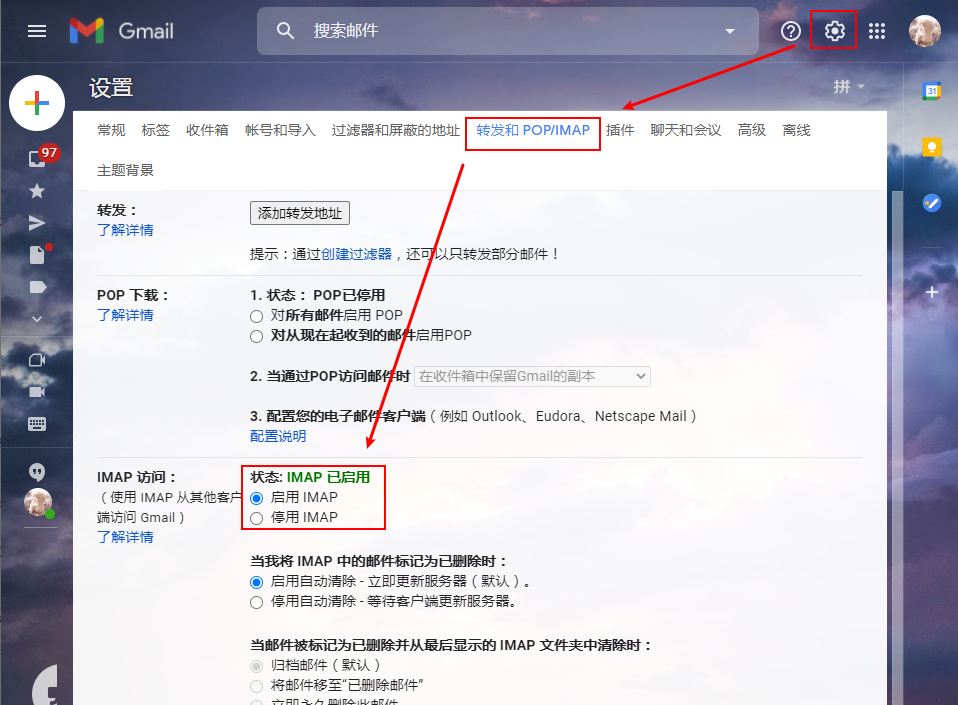 Gmail
搜索邮件
设置
拼
31
常规 标签 收件箱 帐号和导入 过滤器和屏蔽的地址 转发和 POP/IMAP 插件 聊天和会议 高级 离线
97
主题背景
转发：
添加转发地址
了解详情
提示：通过创建过滤器，还可以只转发部分邮件！
POP 下载：
1. 状态： POP已停用
了解详情
对所有邮件启用 POP
对从现在起收到的邮件启用POP
2. 当通过POP访问邮件时 在收件箱中保留Gmail的副本
3. 配置您的电子邮件客户端（例如 Outlook、Eudora、Netscape Mail）
配置说明
IMAP 访问：
状态: IMAP 已启用
（使用 IMAP 从其他客户
启用 IMAP
端访问 Gmail）
停用 IMAP
了解详情
当我将 IMAP 中的邮件标记为已删除时：
启用自动清除 - 立即更新服务器（默认）。
停用自动清除 - 等待客户端更新服务器。
当邮件被标记为已删除并从最后显示的 IMAP 文件夹中清除时：
归档邮件（默认）
将邮件移至“已删除邮件”
立即永久删除此邮件